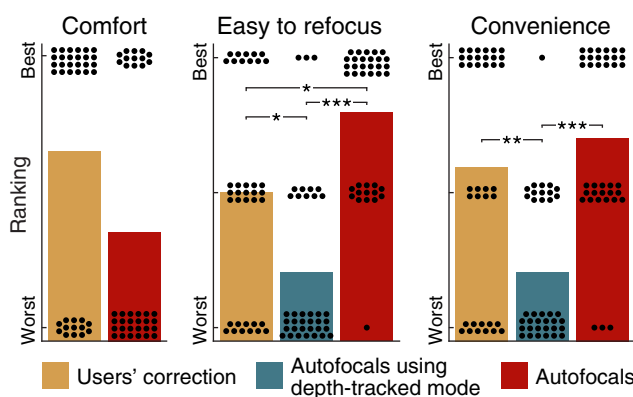 Comfort
Easy to refocus
Convenience
Ranking
Best
Worst
Best
Worst
Best
Worst
*
*
***
**
***
Users' correction
Autofocals using
depth-tracked mode
Autofocals